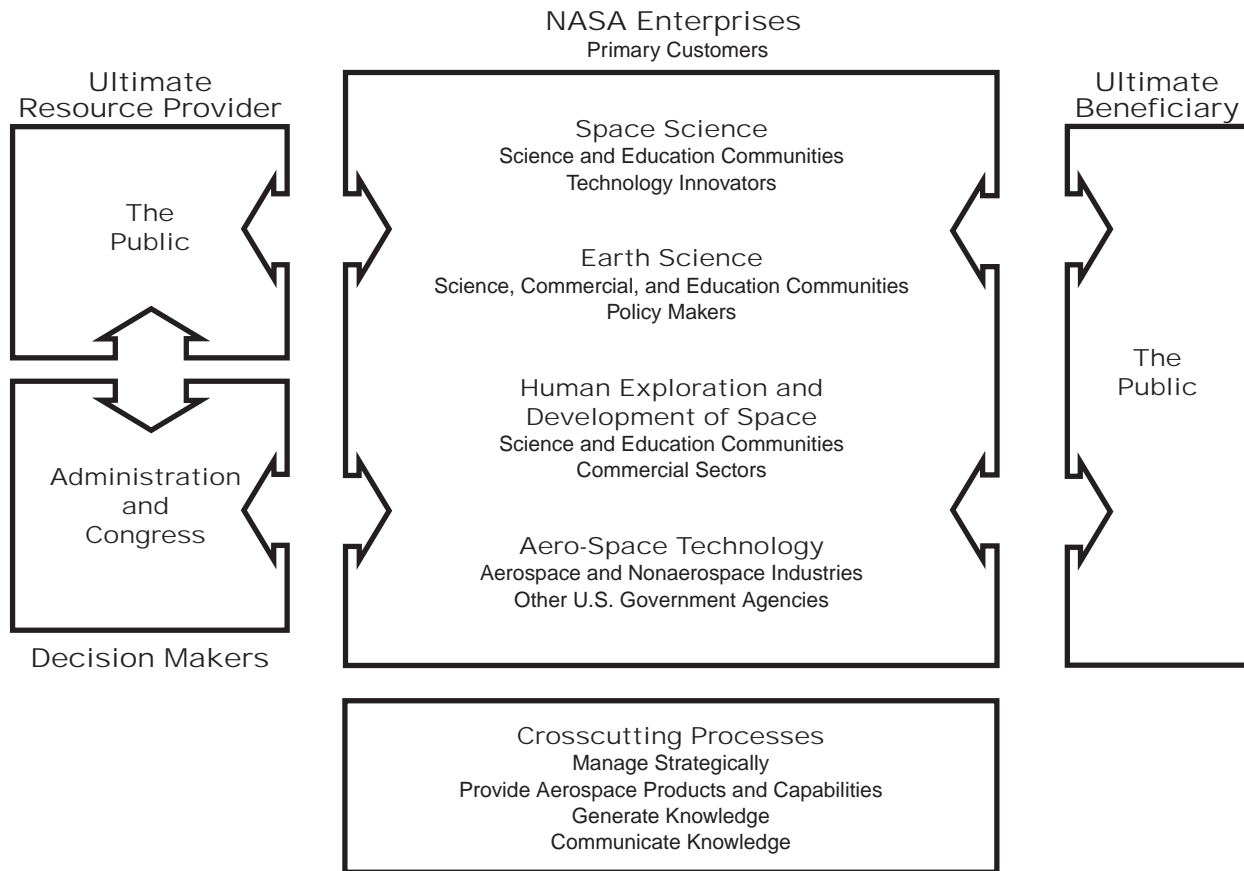 NASA Enterprises
Primary Customers
Ultimate
Resource Provider
The
Public
Administration
and
Congress
Decision Makers
Space Science
Science and Education Communities
Technology Innovators
Earth Science
Science, Commercial, and Education Communities
Policy Makers
Human Exploration and
Development of Space
Science and Education Communities
Commercial Sectors
Aero-Space Technology
Aerospace and Nonaerospace Industries
Other U.S. Government Agencies
Ultimate
Beneficiary
The
Public
Crosscutting Processes
Manage Strategically
Provide Aerospace Products and Capabilities
Generate Knowledge
Communicate Knowledge